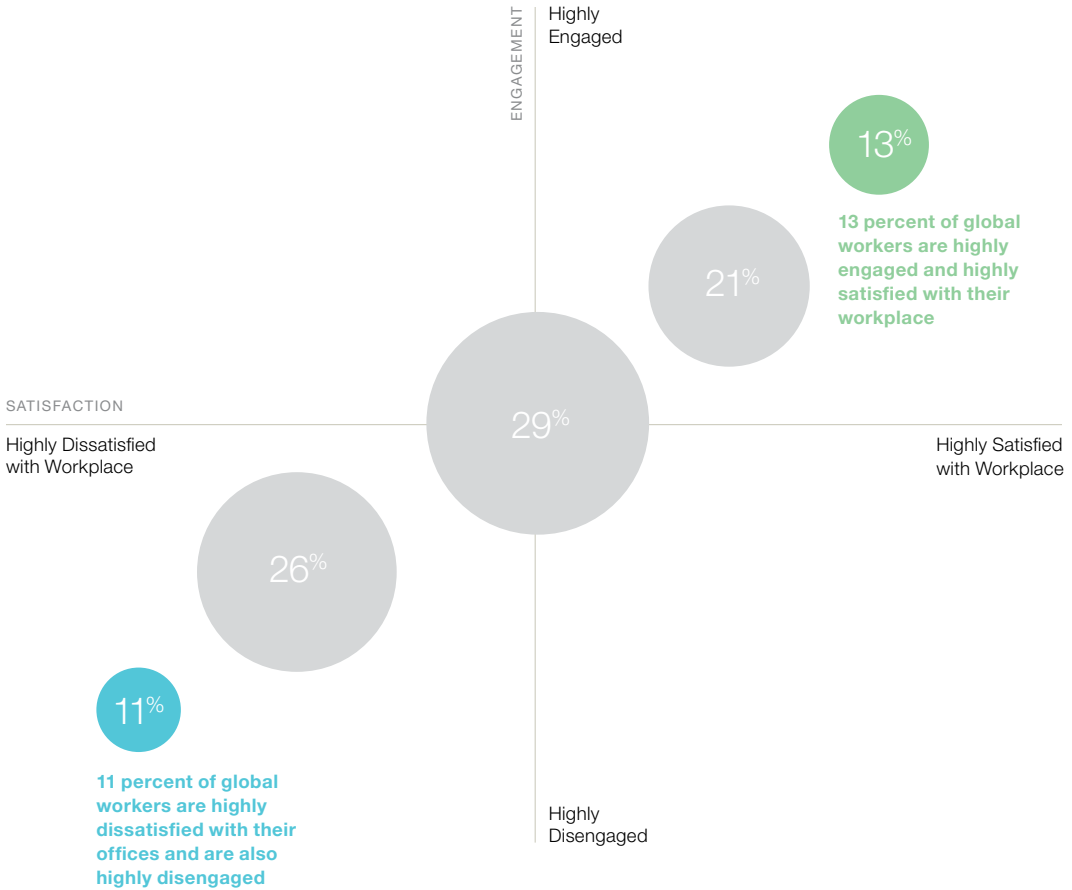 ENGAGEMENT
Highly
Engaged
13%
13 percent of global
workers are highly
engaged and highly
satisfied with their
workplace
21%
SATISFACTION
29%
Highly Dissatisfied
with Workplace
Highly Satisfied
with Workplace
26%
11%
11 percent of global
workers are highly
dissatisfied with their
offices and are also
highly disengaged
Highly
Disengaged